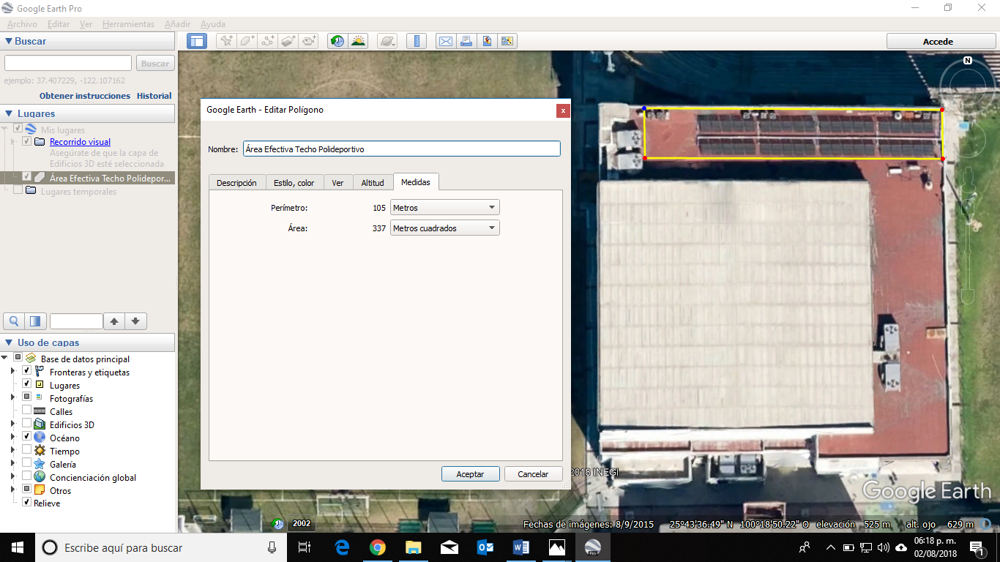 Google Earth Pro
Archivo Editar Ver Herramientas Añadir Ayuda
Buscar
Buscar
ejemplo: 37.407229, -122.107162
Obtener instrucciones Historial
Lugares
Mis lugares
Recorrido visual
Asegúrate de que la capa de
Edificios 3D esté seleccionada
Área Efectiva Techo Polidepor...
Lugares temporales
Uso de capas
Base de datos principal
Fronteras y etiquetas
Lugares
Fotografías
Calles
Edificios 3D
Océano
Tiempo
Galería
Concienciación global
Otros
Relieve
Accede
N
Google Earth - Editar Polígono
x
Nombre: Área Efectiva Techo Polideportivo
Descripción Estilo, color Ver Altitud Medidas
Perímetro: 105 Metros
Área: 337 Metros cuadrados
Aceptar Cancelar
2018 INEGI
Google Earth
2002
Fechas de imágenes: 8/9/2015 25°43'36.49" N 100°18'50.22" O elevación 525 m alt. ojo 629 m
Escribe aquí para buscar
06:18 p. m.
02/08/2018
1